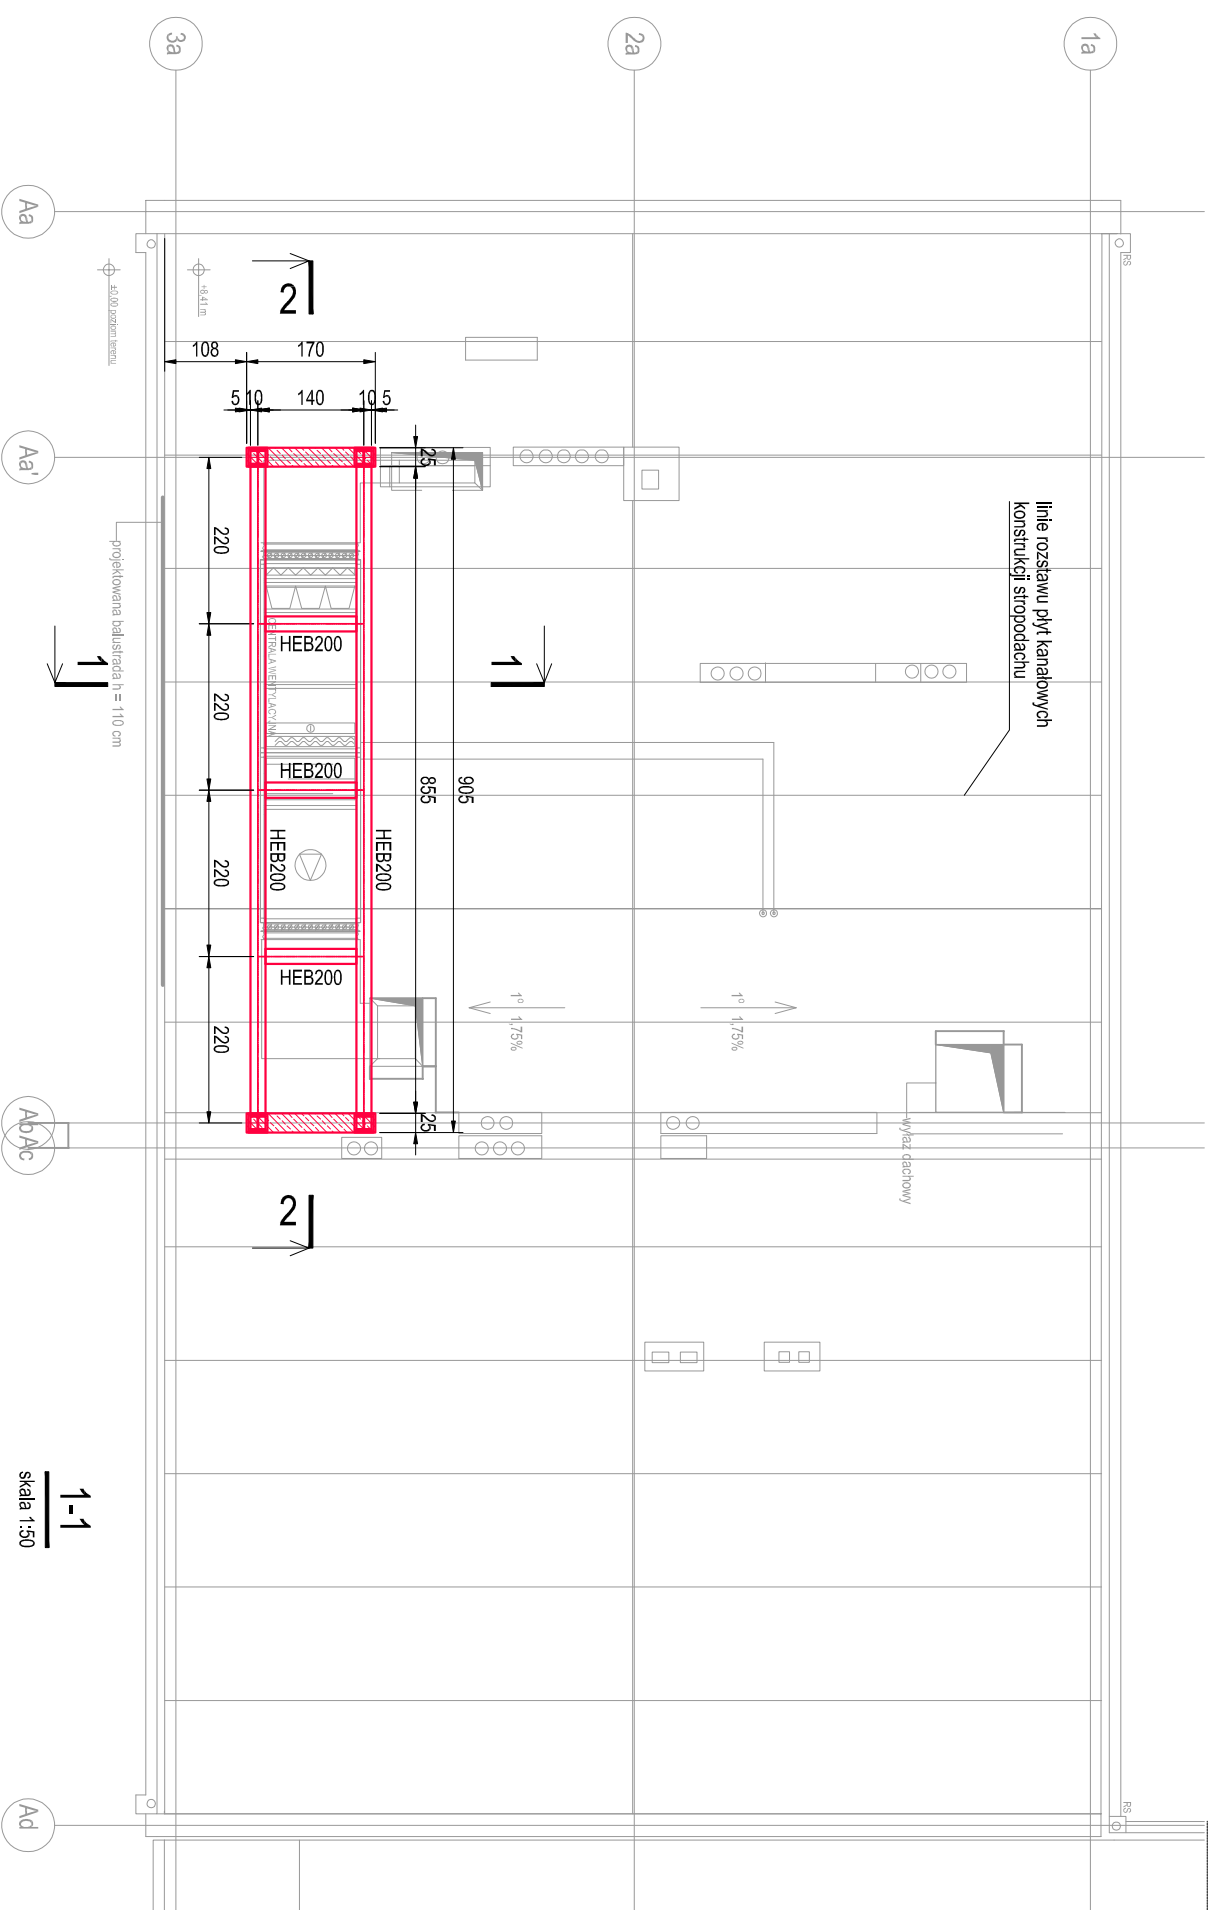 3a
2a
1a
Aa
Aa'
Ab
Ac
Ad
RS
RS
+8,41 m
±0,00 poziom terenu
2
108
170
5
10
140
10
5
25
220
220
220
220
855
905
25
HEB200
HEB200
HEB200
HEB200
HEB200
CENTRALA WENTYLACYJNA
1
1
linie rozstawu płyt kanałowych
konstrukcji stropodachu
projektowana balustrada h = 110 cm
1° 1,75%
1° 1,75%
wyłaz dachowy
2
1-1
skala 1:50